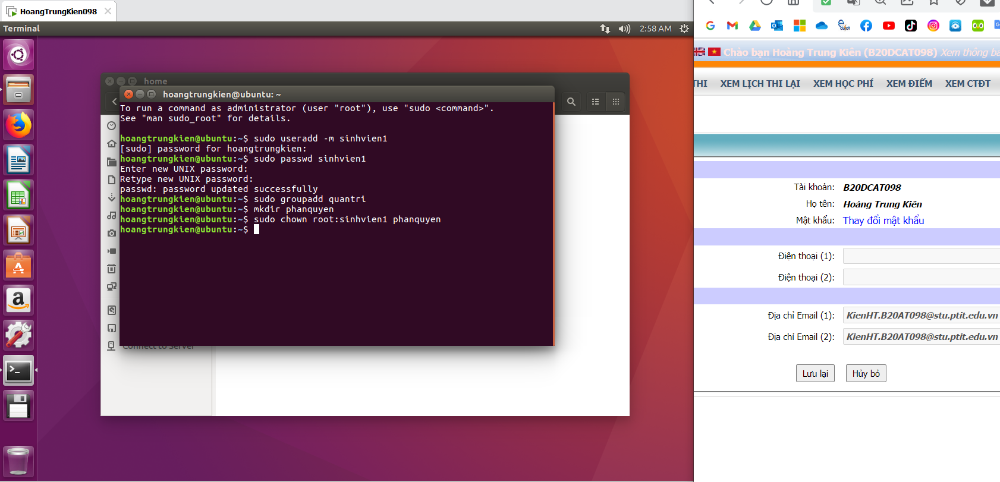 HoangTrungKien098
Terminal
2:58 AM
home
hoangtrungkien@ubuntu: ~
To run a command as administrator (user "root"), use "sudo <command>".
See "man sudo_root" for details.
hoangtrungkien@ubuntu:~$ sudo useradd -m sinhvien1
[sudo] password for hoangtrungkien:
hoangtrungkien@ubuntu:~$ sudo passwd sinhvien1
Enter new UNIX password:
Retype new UNIX password:
passwd: password updated successfully
hoangtrungkien@ubuntu:~$ sudo groupadd quantri
hoangtrungkien@ubuntu:~$ mkdir phanquyen
hoangtrungkien@ubuntu:~$ sudo chown root:sinhvien1 phanquyen
hoangtrungkien@ubuntu:~$
Connect to Server
Chào bạn Hoàng Trung Kiên (B20DCAT098) Xem thông bá
THI XEM LỊCH THI LẠI XEM HỌC PHÍ XEM ĐIỂM XEM CTĐT
Tài khoản: B20DCAT098
Họ tên: Hoàng Trung Kiên
Mật khẩu: Thay đổi mật khẩu
Điện thoại (1):
Điện thoại (2):
Địa chỉ Email (1): KienHT.B20AT098@stu.ptit.edu.vn
Địa chỉ Email (2): KienHT.B20AT098@stu.ptit.edu.vn
Lưu lại Hủy bỏ